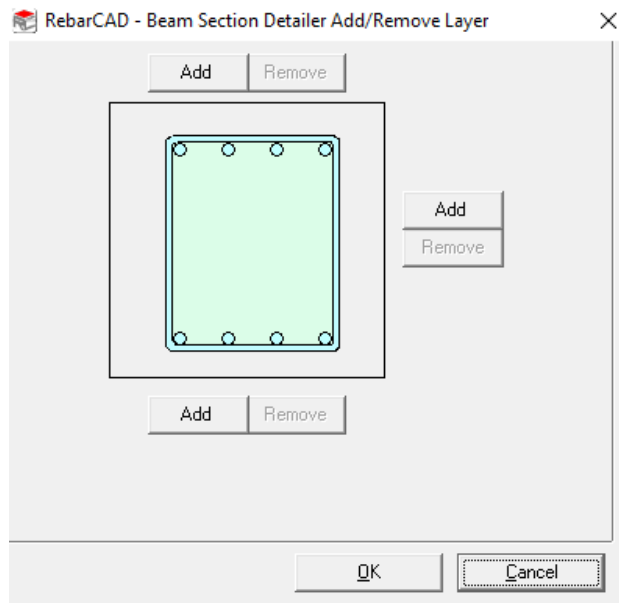 RebarCAD - Beam Section Detailer Add/Remove Layer
Add Remove
Add
Remove
Add Remove
OK Cancel